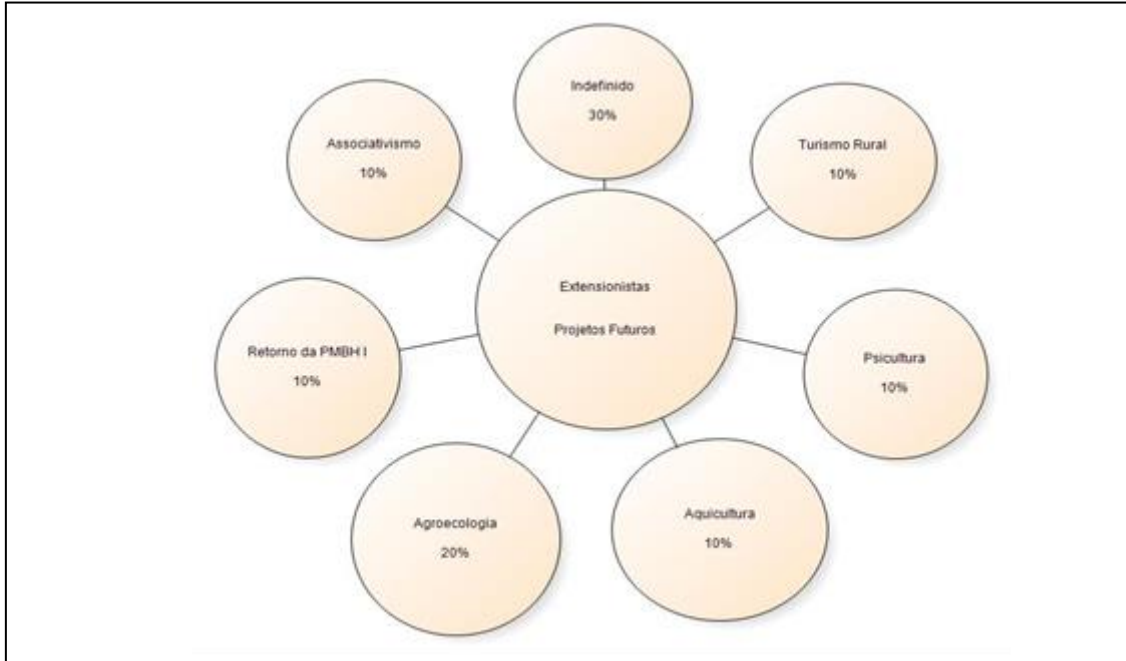 Indefinido
30%
Associativismo
10%
Turismo Rural
10%
Extensionistas
Projetos Futuros
Retorno da PMBH I
10%
Psicultura
10%
Agroecologia
20%
Aquicultura
10%